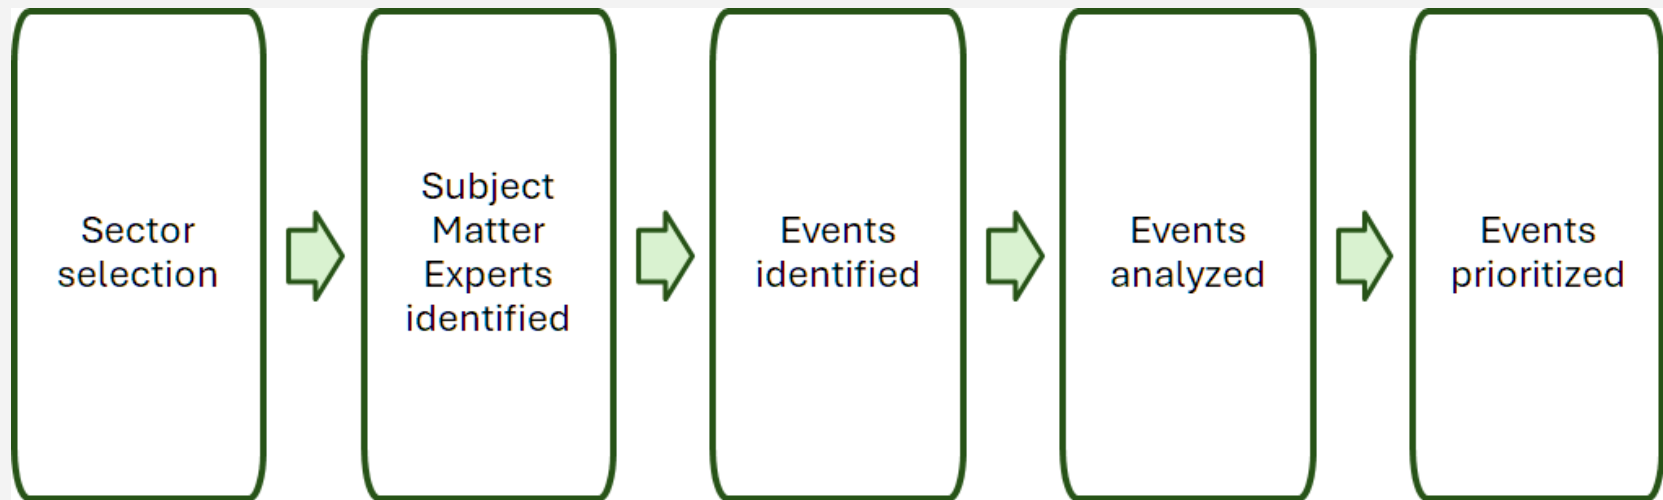 Sector
selection
Subject
Matter
Experts
identified
Events
identified
Events
analyzed
Events
prioritized